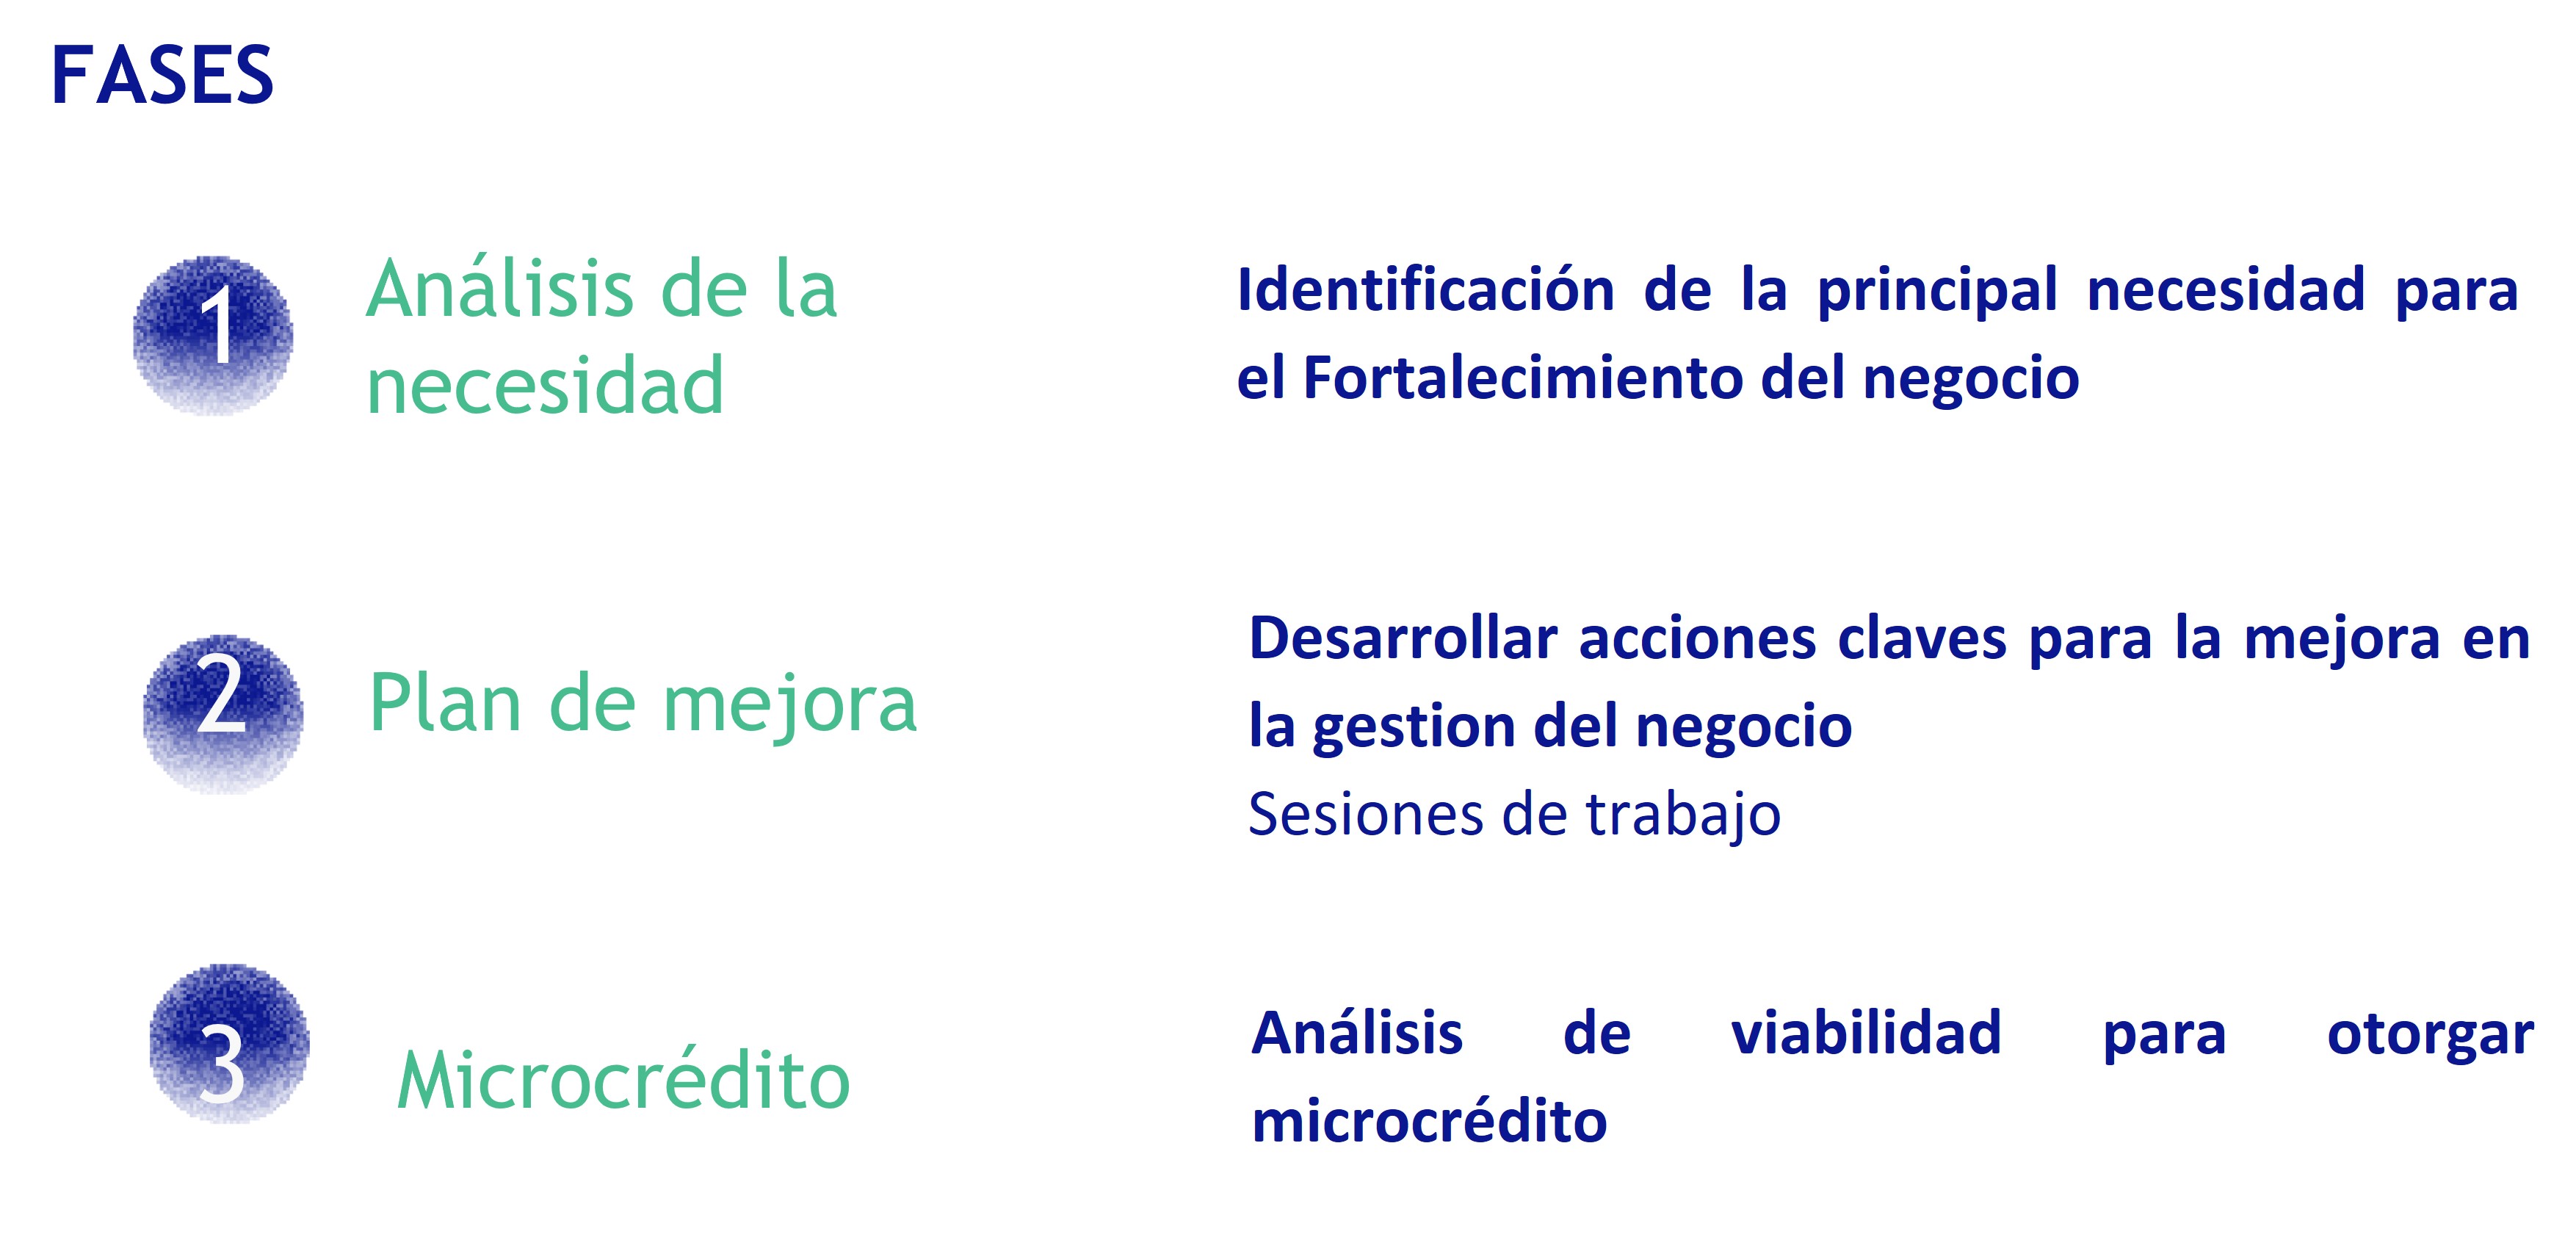 FASES
1
Análisis de la
necesidad
Identificación de la principal necesidad para
el Fortalecimiento del negocio
2
Plan de mejora
Desarrollar acciones claves para la mejora en
la gestion del negocio
Sesiones de trabajo
3
Microcrédito
Análisis de viabilidad para otorgar
microcrédito